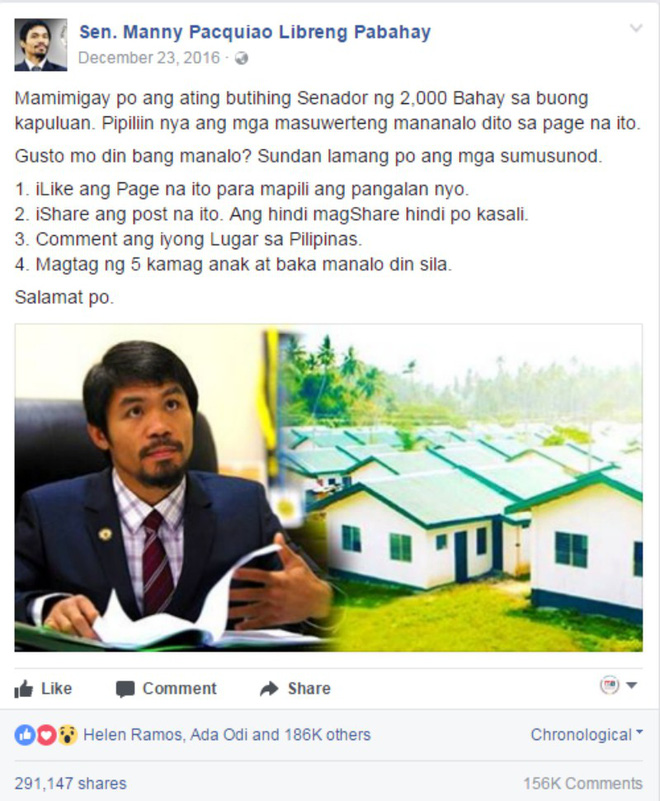 Sen. Manny Pacquiao Libreng Pabahay
December 23, 2016 ·
Mamimigay po ang ating butihing Senador ng 2,000 Bahay sa buong
kapuluan. Pipiliin nya ang mga masuwerteng mananalo dito sa page na ito.
Gusto mo din bang manalo? Sundan lamang po ang mga sumusunod.
1. iLike ang Page na ito para mapili ang pangalan nyo.
2. iShare ang post na ito. Ang hindi magShare hindi po kasali.
3. Comment ang iyong Lugar sa Pilipinas.
4. Magtag ng 5 kamag anak at baka manalo din sila.
Salamat po.
Like Comment Share
Helen Ramos, Ada Odi and 186K others Chronological
291,147 shares 156K Comments